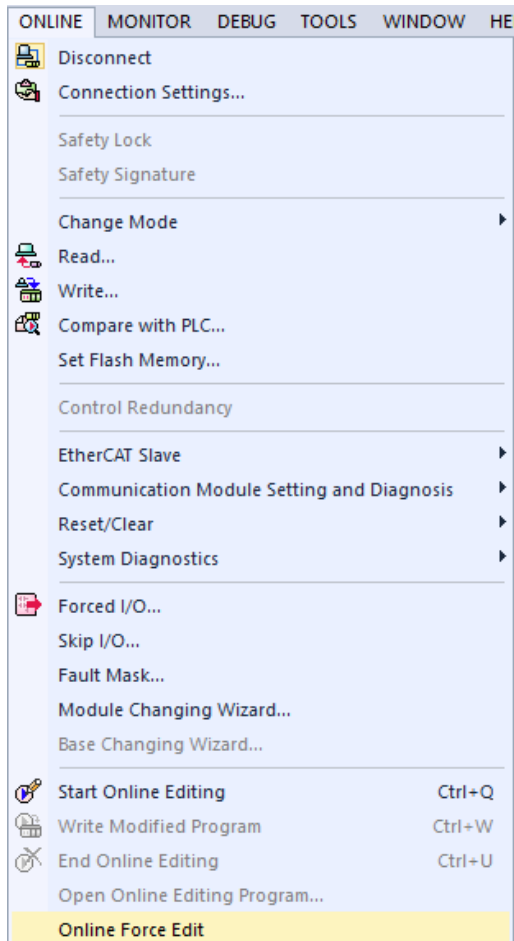 ONLINE MONITOR DEBUG TOOLS WINDOW HE
Disconnect
Connection Settings...
Safety Lock
Safety Signature
Change Mode
Read...
Write...
Compare with PLC...
Set Flash Memory...
Control Redundancy
EtherCAT Slave
Communication Module Setting and Diagnosis
Reset/Clear
System Diagnostics
Forced I/O...
Skip I/O...
Fault Mask...
Module Changing Wizard...
Base Changing Wizard...
Start Online Editing Ctrl+Q
Write Modified Program Ctrl+W
End Online Editing Ctrl+U
Open Online Editing Program...
Online Force Edit